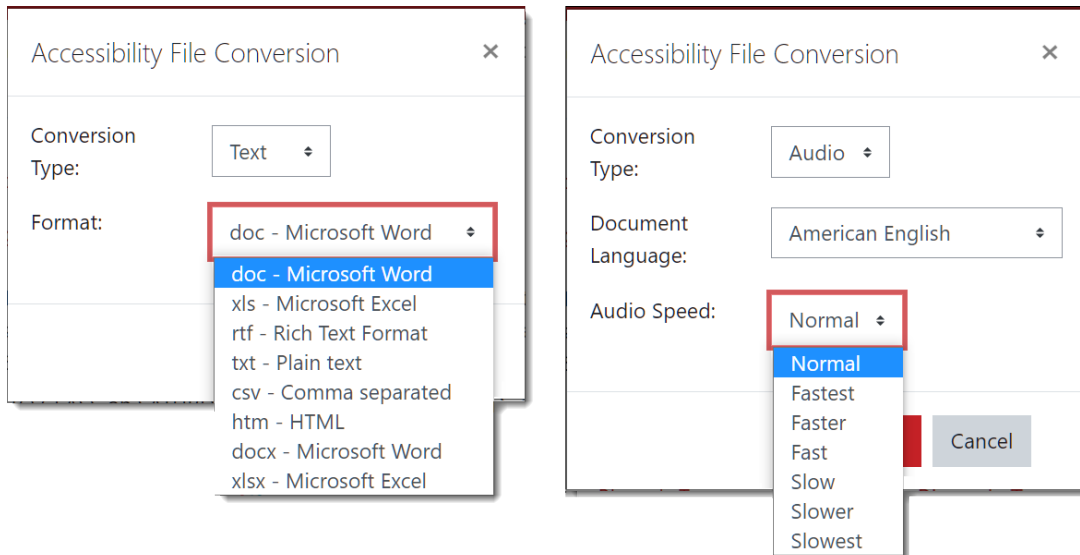 Accessibility File Conversion ×
Conversion
Type:
Text
Format:
doc - Microsoft Word
doc - Microsoft Word
xls - Microsoft Excel
rtf - Rich Text Format
txt - Plain text
csv - Comma separated
htm - HTML
docx - Microsoft Word
xlsx - Microsoft Excel
Accessibility File Conversion ×
Conversion
Type:
Audio
Document
Language:
American English
Audio Speed:
Normal
Normal
Fastest
Faster
Fast
Slow
Slower
Slowest
Cancel